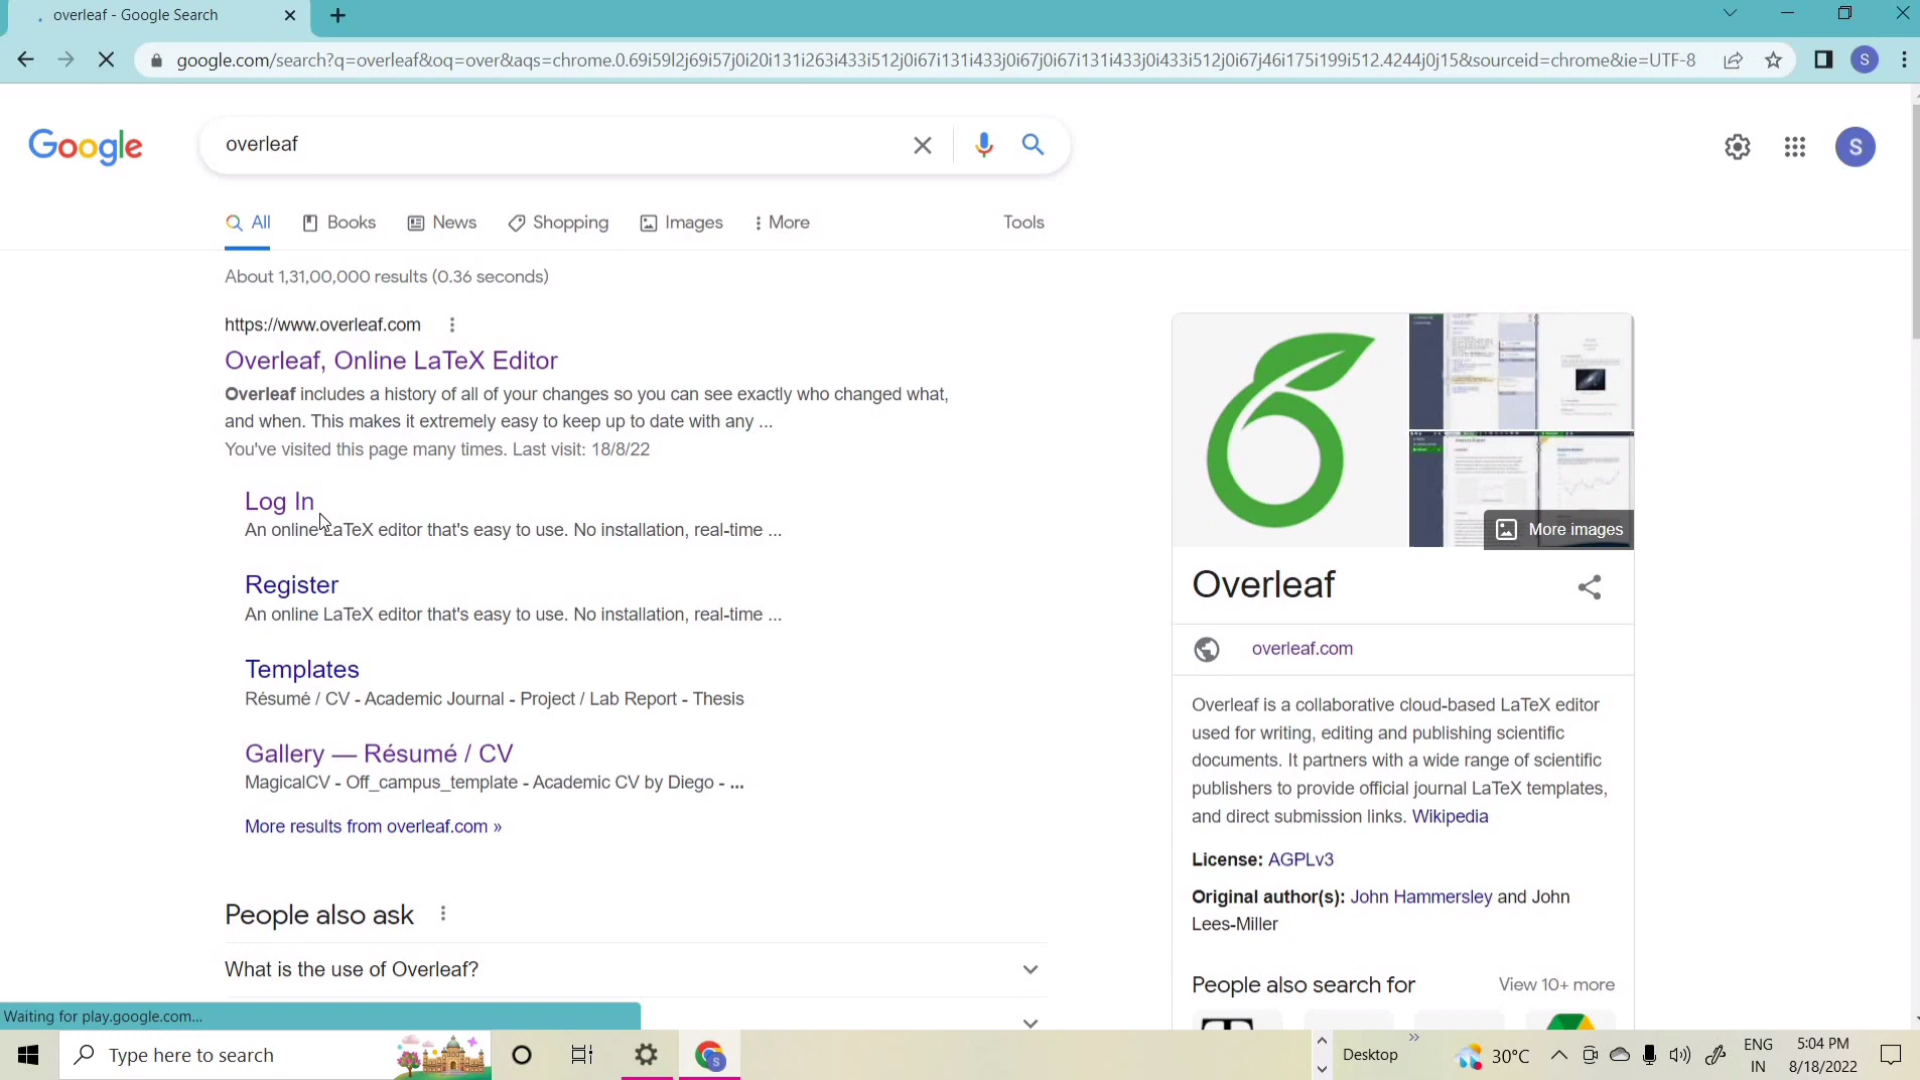 overleaf - Google Search
google.com/search?q=overleaf&oq=over&aqs=chrome.0.69i59l2j69i57j0i20i131i263i433i512j0i67i131i433j0i67j0i67i131i433j0i433i512j0i67j46i175i199i512.4244j0j15&sourceid=chrome&ie=UTF-8
S
Google
overleaf
S
All
Books
News
Shopping
Images
More
Tools
About 1,31,00,000 results (0.36 seconds)
https://www.overleaf.com
Overleaf, Online LaTeX Editor
Overleaf includes a history of all of your changes so you can see exactly who changed what,
and when. This makes it extremely easy to keep up to date with any ...
You've visited this page many times. Last visit: 18/8/22
Log In
An online LaTeX editor that's easy to use. No installation, real-time ...
Register
An online LaTeX editor that's easy to use. No installation, real-time ...
Templates
Résumé / CV - Academic Journal - Project / Lab Report - Thesis
Gallery — Résumé / CV
MagicalCV - Off_campus_template - Academic CV by Diego - ...
More results from overleaf.com »
People also ask
What is the use of Overleaf?
More images
Overleaf
overleaf.com
Overleaf is a collaborative cloud-based LaTeX editor
used for writing, editing and publishing scientific
documents. It partners with a wide range of scientific
publishers to provide official journal LaTeX templates,
and direct submission links. Wikipedia
License: AGPLv3
Original author(s): John Hammersley and John
Lees-Miller
People also search for
View 10+ more
Waiting for play.google.com...
Type here to search
S
Desktop
30°C
ENG
IN
5:04 PM
8/18/2022